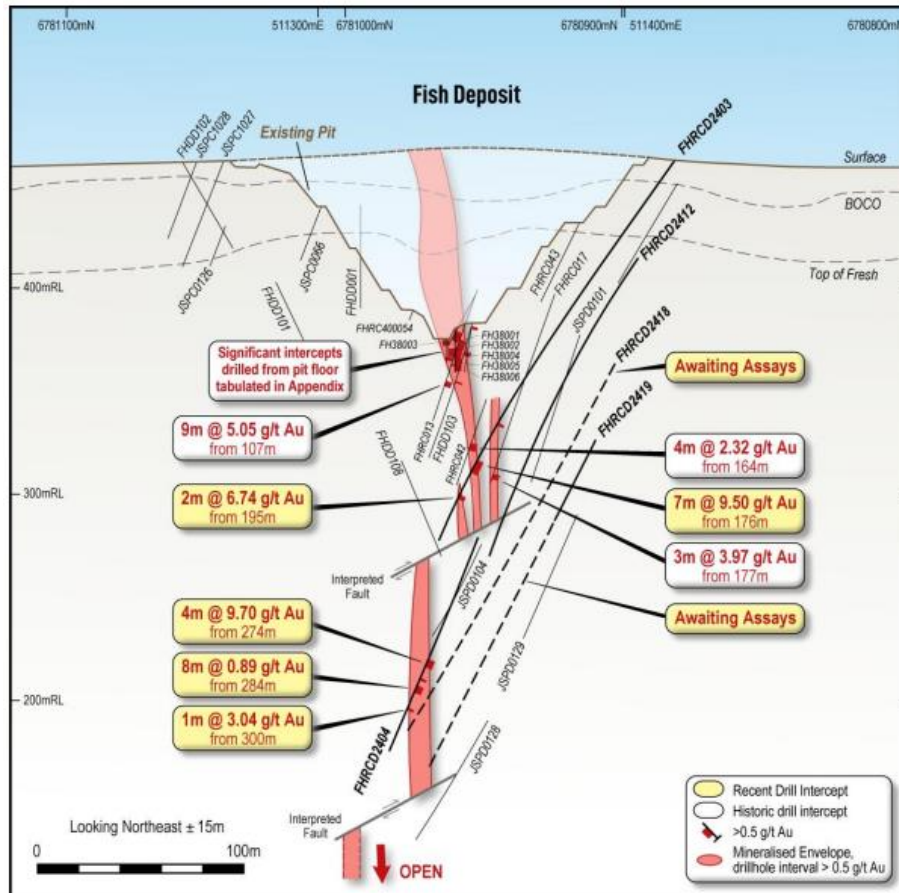 6781100mN
511300mE
6781000mN
6780900mN
511400mE
6780800mN
Fish Deposit
FHRCD2403
FHDD102
JSPC1028
JSPC1027
Existing Pit
Surface
BOCO
FHRCD2412
Top of Fresh
JSPC0126
JSPC0066
FHDD001
FHRC043
FHRC017
JSPD0101
400mRL
FHDD101
FHRC400054
FH38003
FH38001
FH38002
FH38004
FH38005
FH38006
FHRCD2418
Significant intercepts
drilled from pit floor
tabulated in Appendix
Awaiting Assays
FHRCD2419
9m @ 5.05 g/t Au
from 107m
FHRC013
FHDD103
FHRC042
FHDD108
4m @ 2.32 g/t Au
from 164m
2m @ 6.74 g/t Au
from 195m
7m @ 9.50 g/t Au
from 176m
300mRL
3m @ 3.97 g/t Au
from 177m
Interpreted
Fault
JSPD0104
Awaiting Assays
4m @ 9.70 g/t Au
from 274m
8m @ 0.89 g/t Au
from 284m
JSPD0129
200mRL
1m @ 3.04 g/t Au
from 300m
FHRCD2404
JSPD0128
Looking Northeast ± 15m
0
100m
Interpreted
Fault
OPEN
Recent Drill Intercept
Historic drill intercept
>0.5 g/t Au
Mineralised Envelope,
drillhole interval > 0.5 g/t Au